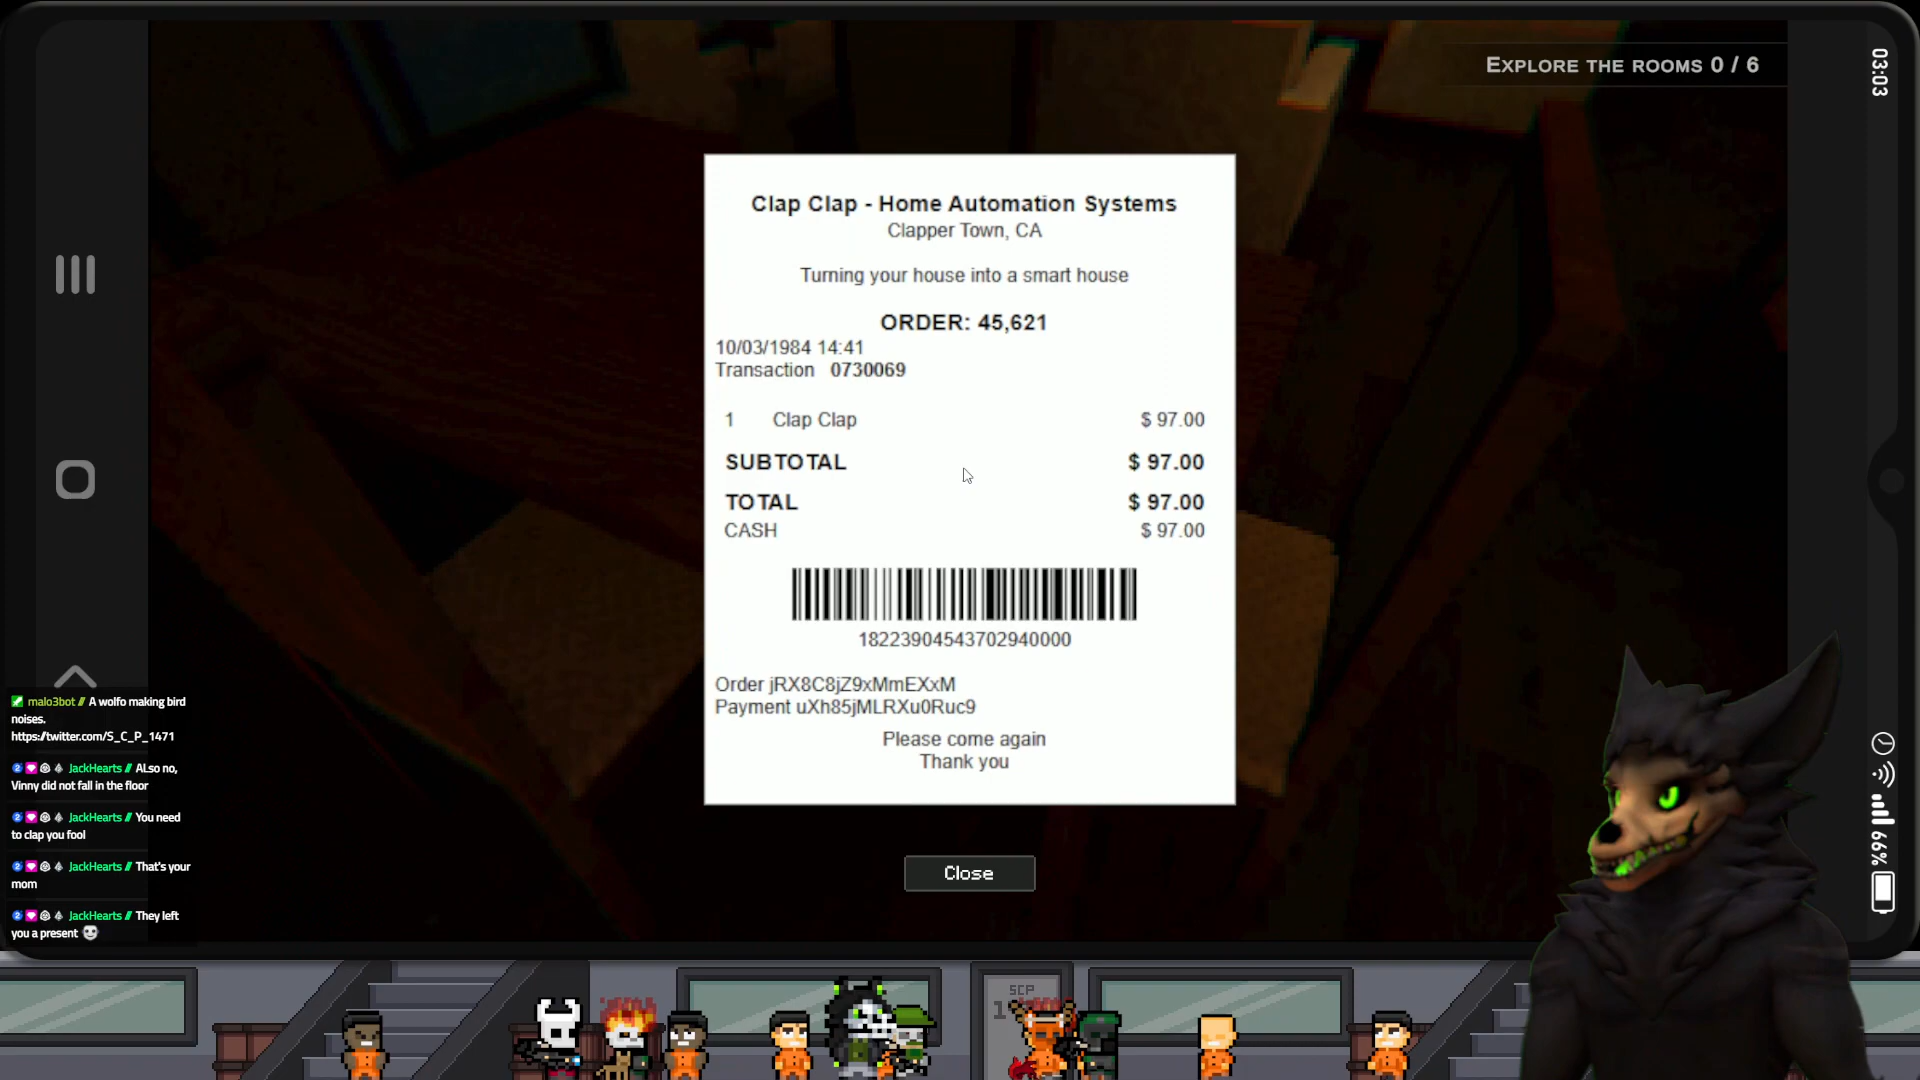 EXPLORE THE ROOMS 0 / 6
03:03
Clap Clap - Home Automation Systems
Clapper Town, CA
Turning your house into a smart house
ORDER: 45,621
10/03/1984 14:41
Transaction 0730069
1 Clap Clap $ 97.00
SUBTOTAL $ 97.00
TOTAL $ 97.00
CASH $ 97.00
18223904543702940000
Order jRX8C8jZ9xMmEXxM
Payment uXh85jMLRXu0Ruc9
Please come again
Thank you
Close
malo3bot // A wolfo making bird
noises.
https://twitter.com/S_C_P_1471
JackHearts // ALso no,
Vinny did not fall in the floor
JackHearts // You need
to clap you fool
JackHearts // That's your
mom
JackHearts // They left
you a present
66%
SCP